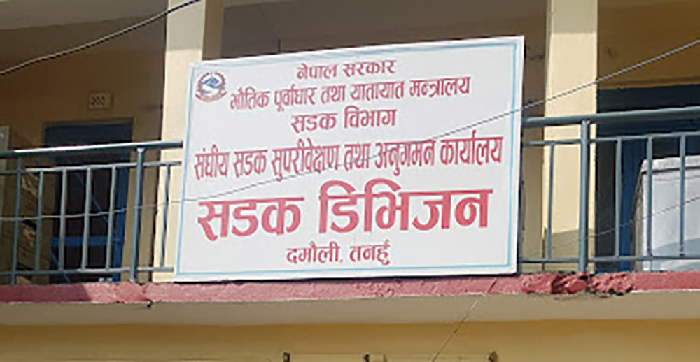 नेपाल सरकार
भौतिक पूर्वाधार तथा यातायात मन्त्रालय
सडक विभाग
संघीय सडक सुपरीवेक्षण तथा अनुगमन कार्यालय
सडक डिभिजन
दमौली, तनहुँ